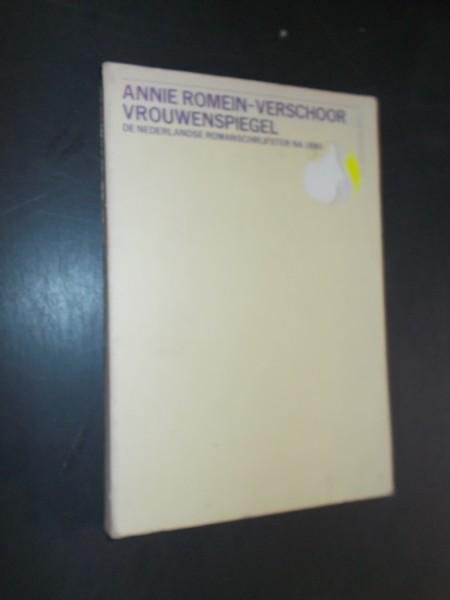 ANNIE ROMEIN-VERSCHOOR
VROUWENSPIEGEL
DE NEDERLANDSE ROMANSCHRIJFSTER NA 1880